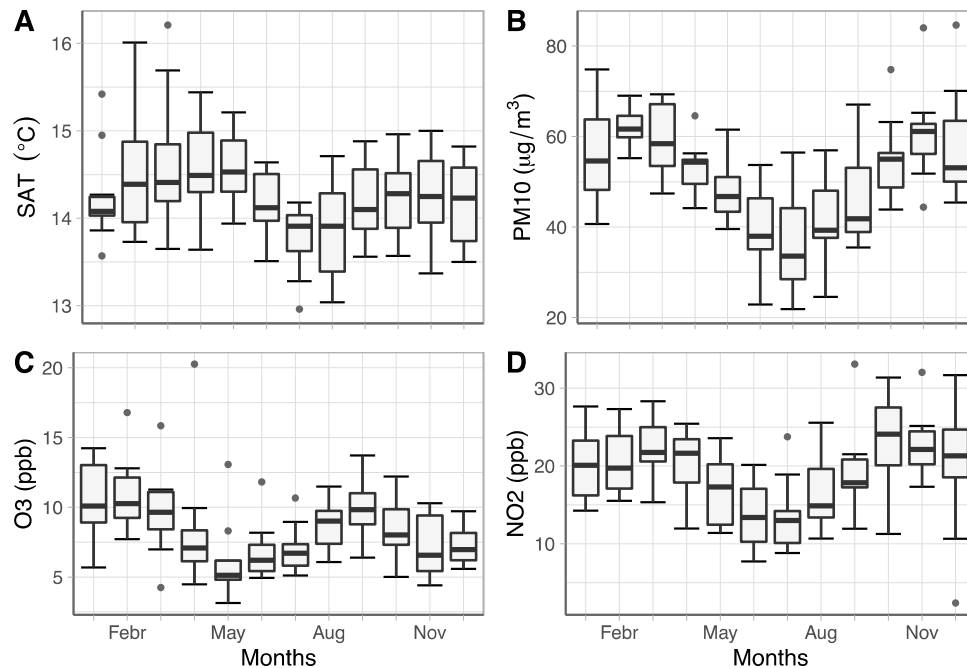 A
SAT (°C)
16
15
14
13
B
PM10 (μg/m³)
80
60
40
20
C
O3 (ppb)
20
15
10
5
Febr May Aug Nov
Months
D
NO2 (ppb)
30
20
10
Febr May Aug Nov
Months